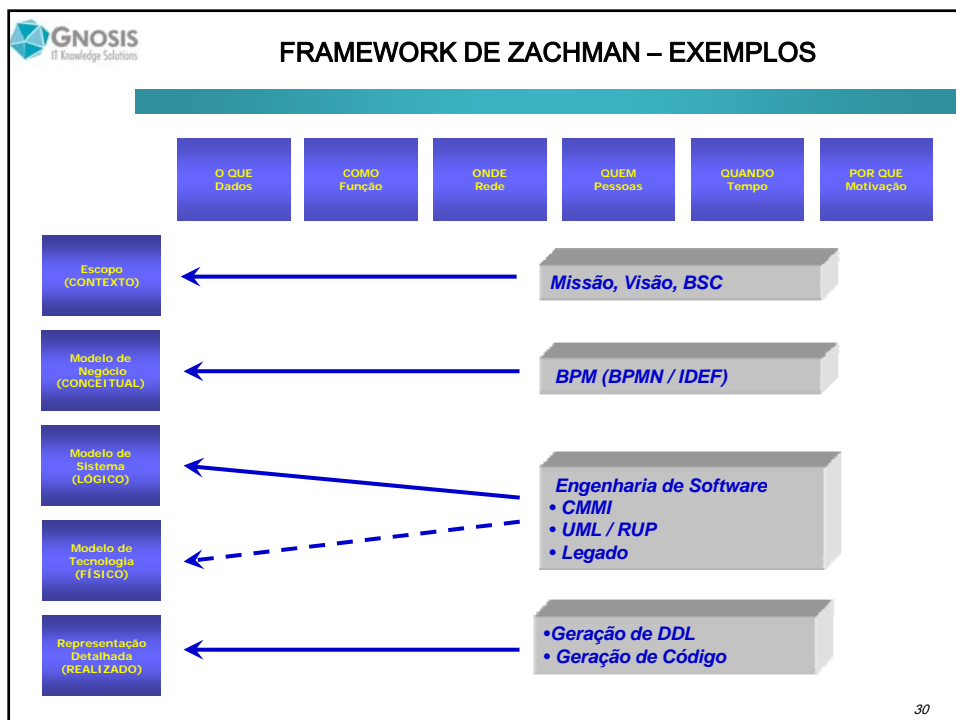 GNOSIS
IT Knowledge Solutions
FRAMEWORK DE ZACHMAN – EXEMPLOS
O QUE
Dados
COMO
Função
ONDE
Rede
QUEM
Pessoas
QUANDO
Tempo
POR QUE
Motivação
Escopo
(CONTEXTO)
Missão, Visão, BSC
Modelo de
Negócio
(CONCEITUAL)
BPM (BPMN / IDEF)
Modelo de
Sistema
(LÓGICO)
Engenharia de Software
• CMMI
• UML / RUP
• Legado
Modelo de
Tecnologia
(FÍSICO)
Representação
Detalhada
(REALIZADO)
•Geração de DDL
• Geração de Código
30